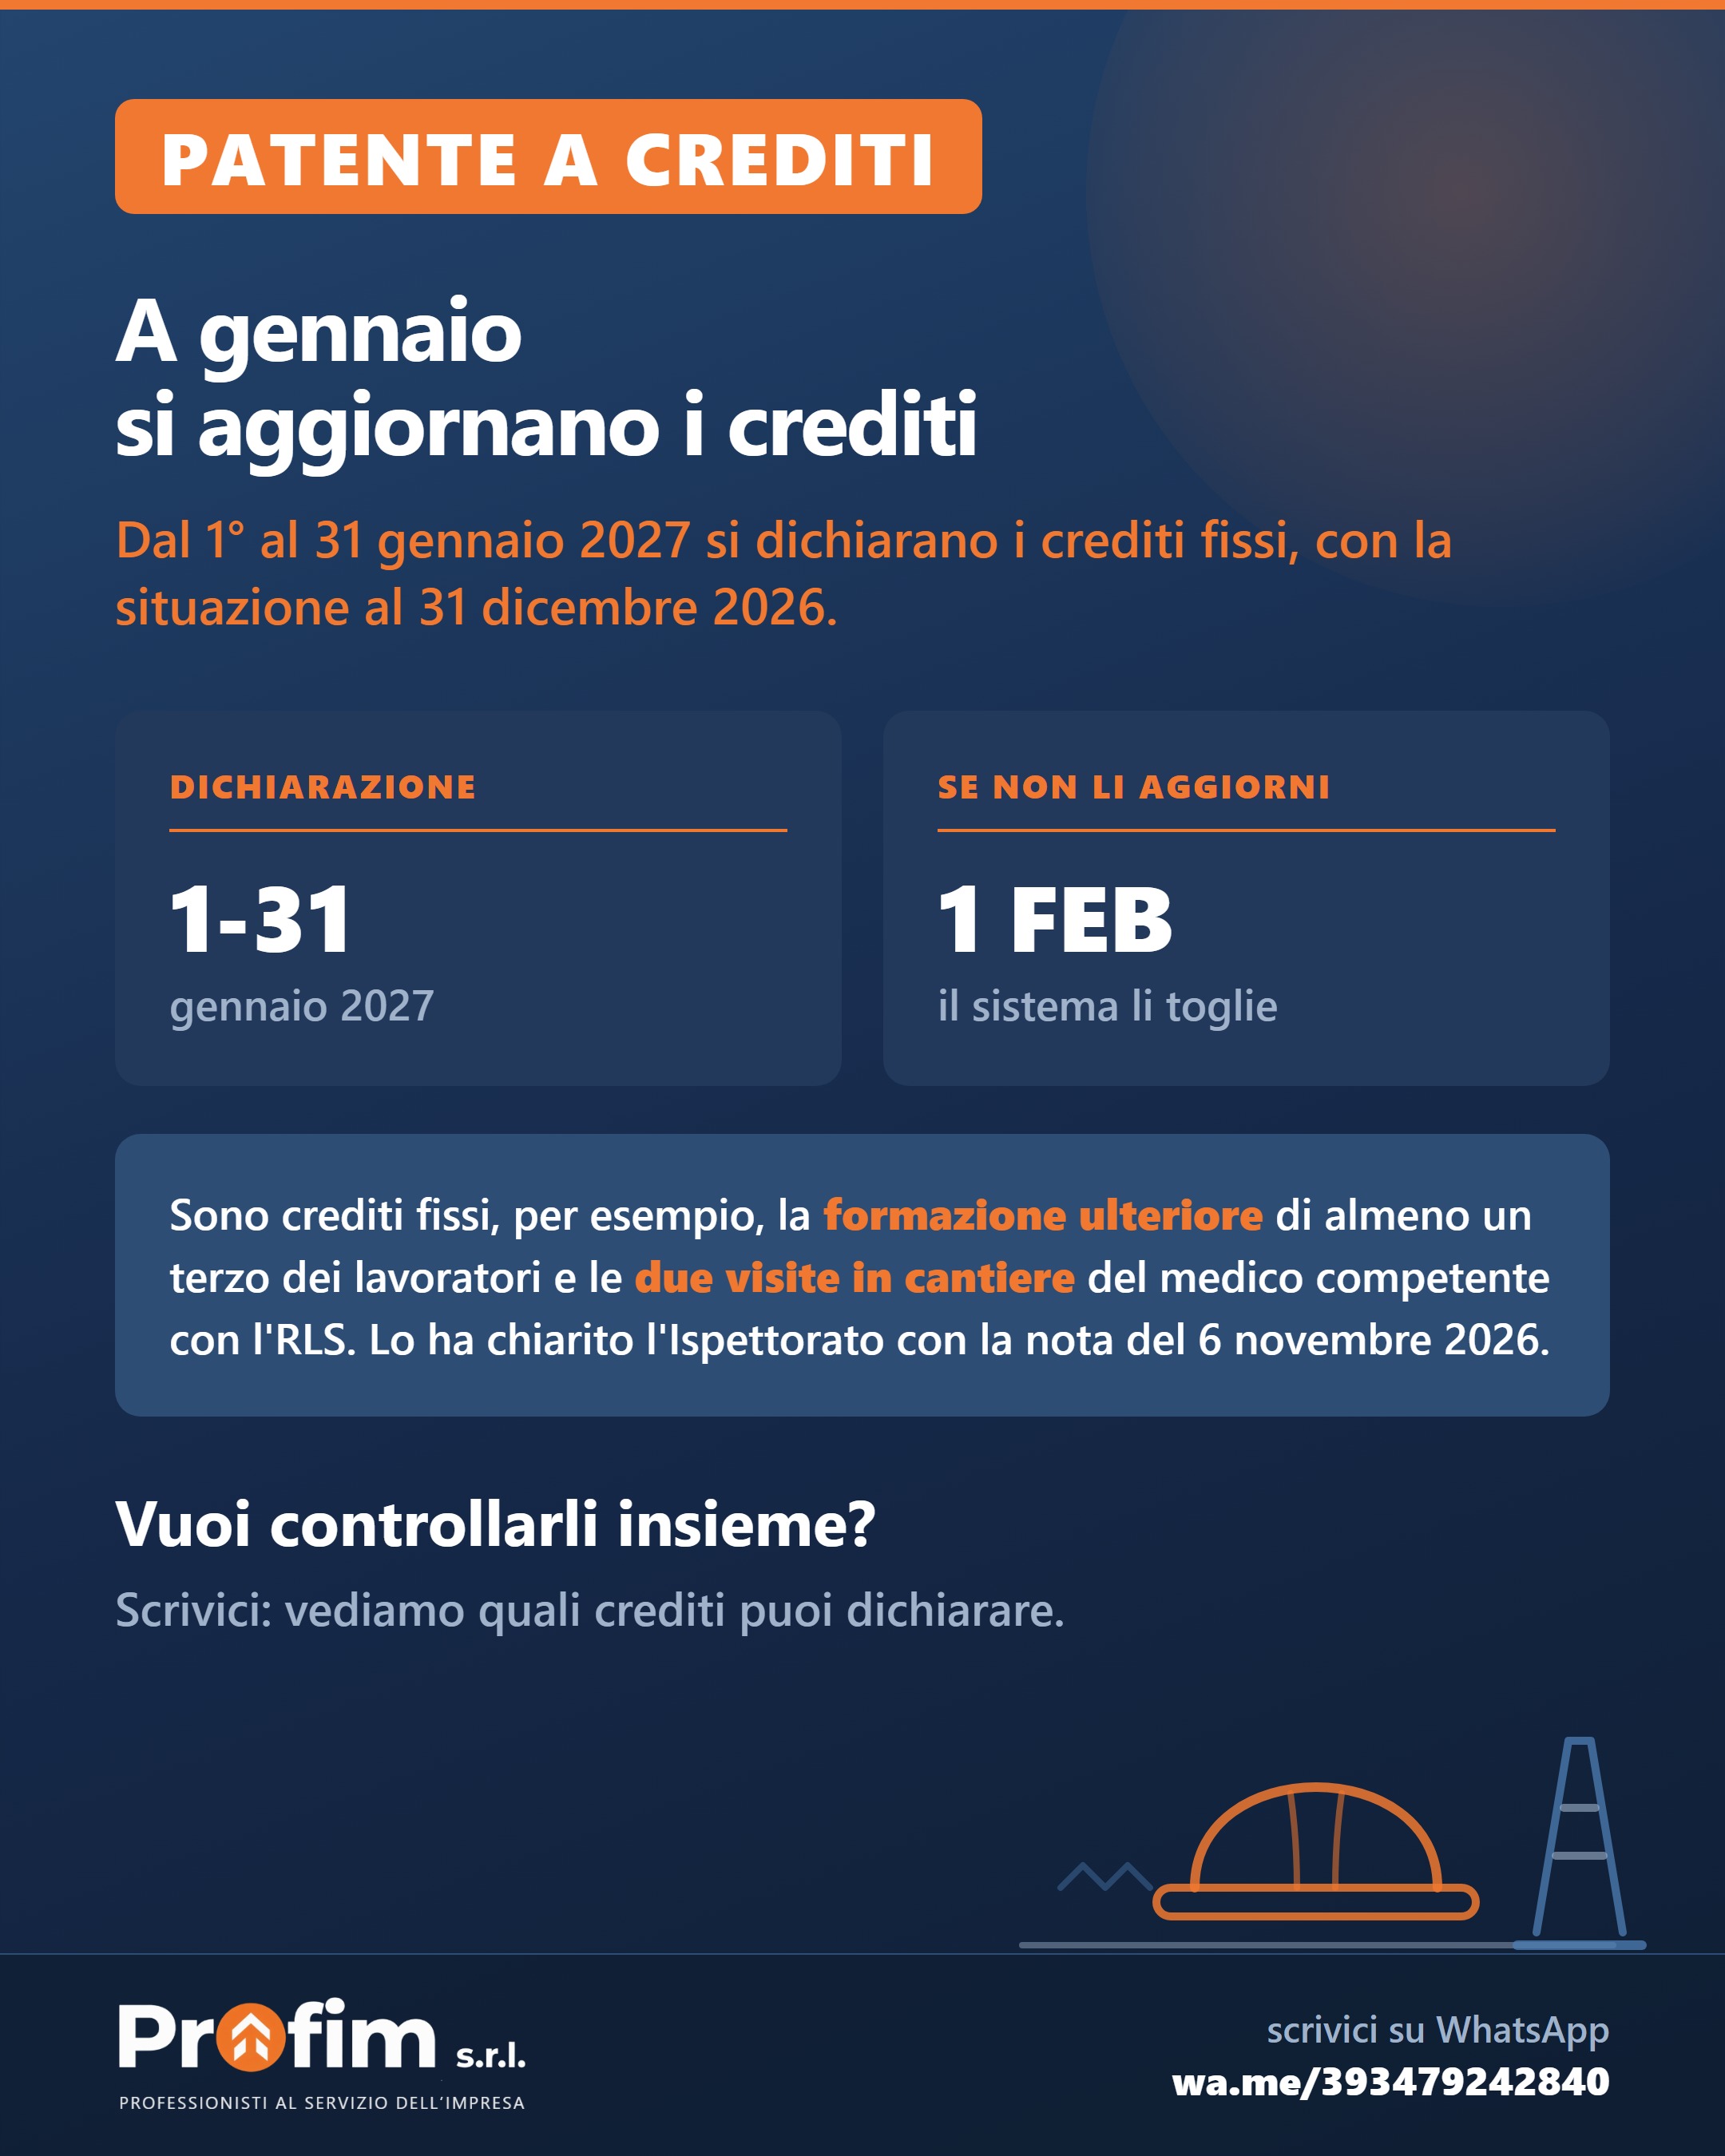 PATENTE A CREDITI
A gennaio
si aggiornano i crediti
Dal 1° al 31 gennaio 2027 si dichiarano i crediti fissi, con la
situazione al 31 dicembre 2026.
DICHIARAZIONE
1-31
gennaio 2027
SE NON LI AGGIORNI
1 FEB
il sistema li toglie
Sono crediti fissi, per esempio, la formazione ulteriore di almeno un
terzo dei lavoratori e le due visite in cantiere del medico competente
con l'RLS. Lo ha chiarito l'Ispettorato con la nota del 6 novembre 2026.
Vuoi controllarli insieme?
Scrivici: vediamo quali crediti puoi dichiarare.
Profim s.r.l.
PROFESSIONISTI AL SERVIZIO DELL'IMPRESA
scrivici su WhatsApp
wa.me/393479242840